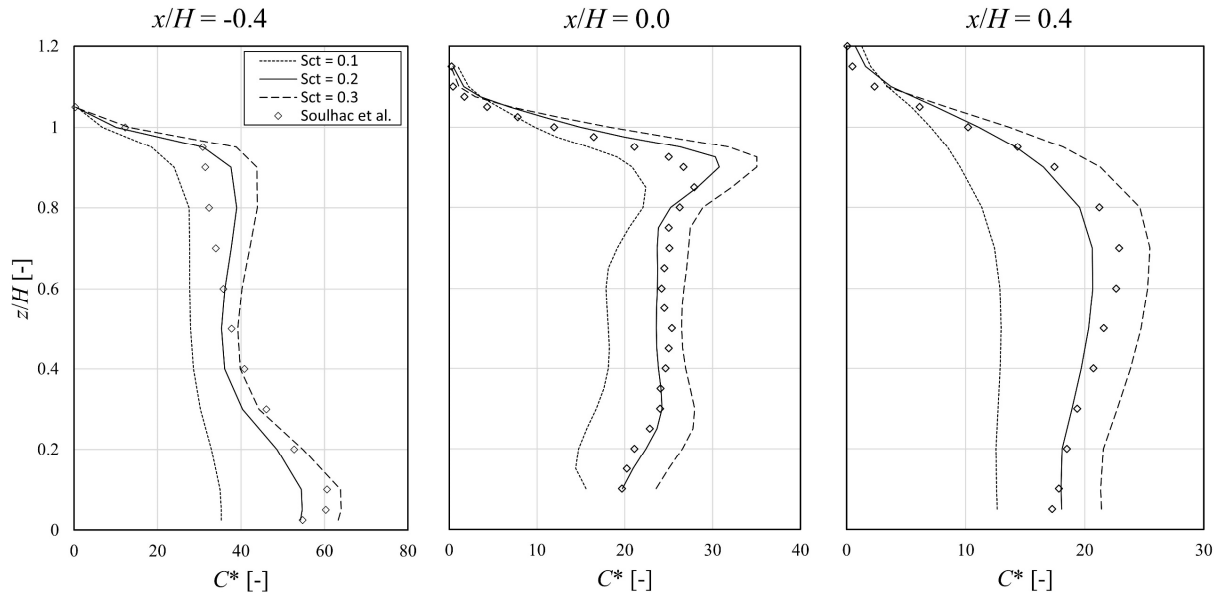 x/H = -0.4
x/H = 0.0
x/H = 0.4
Sct = 0.1
Sct = 0.2
Sct = 0.3
Soulhac et al.
1.2
1
0.8
0.6
0.4
0.2
0
z/H [-]
0 20 40 60 80
0 10 20 30 40
0 10 20 30
C* [-]
C* [-]
C* [-]